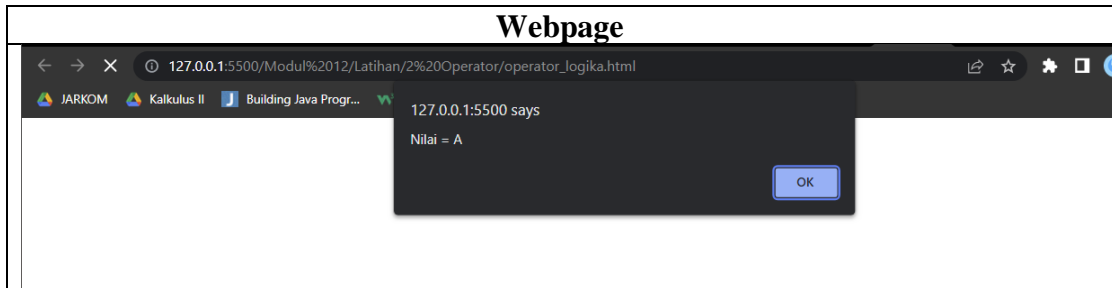 Webpage
127.0.0.1:5500/Modul%2012/Latihan/2%20Operator/operator_logika.html
JARKOM Kalkulus II Building Java Progr...
127.0.0.1:5500 says
Nilai = A
OK